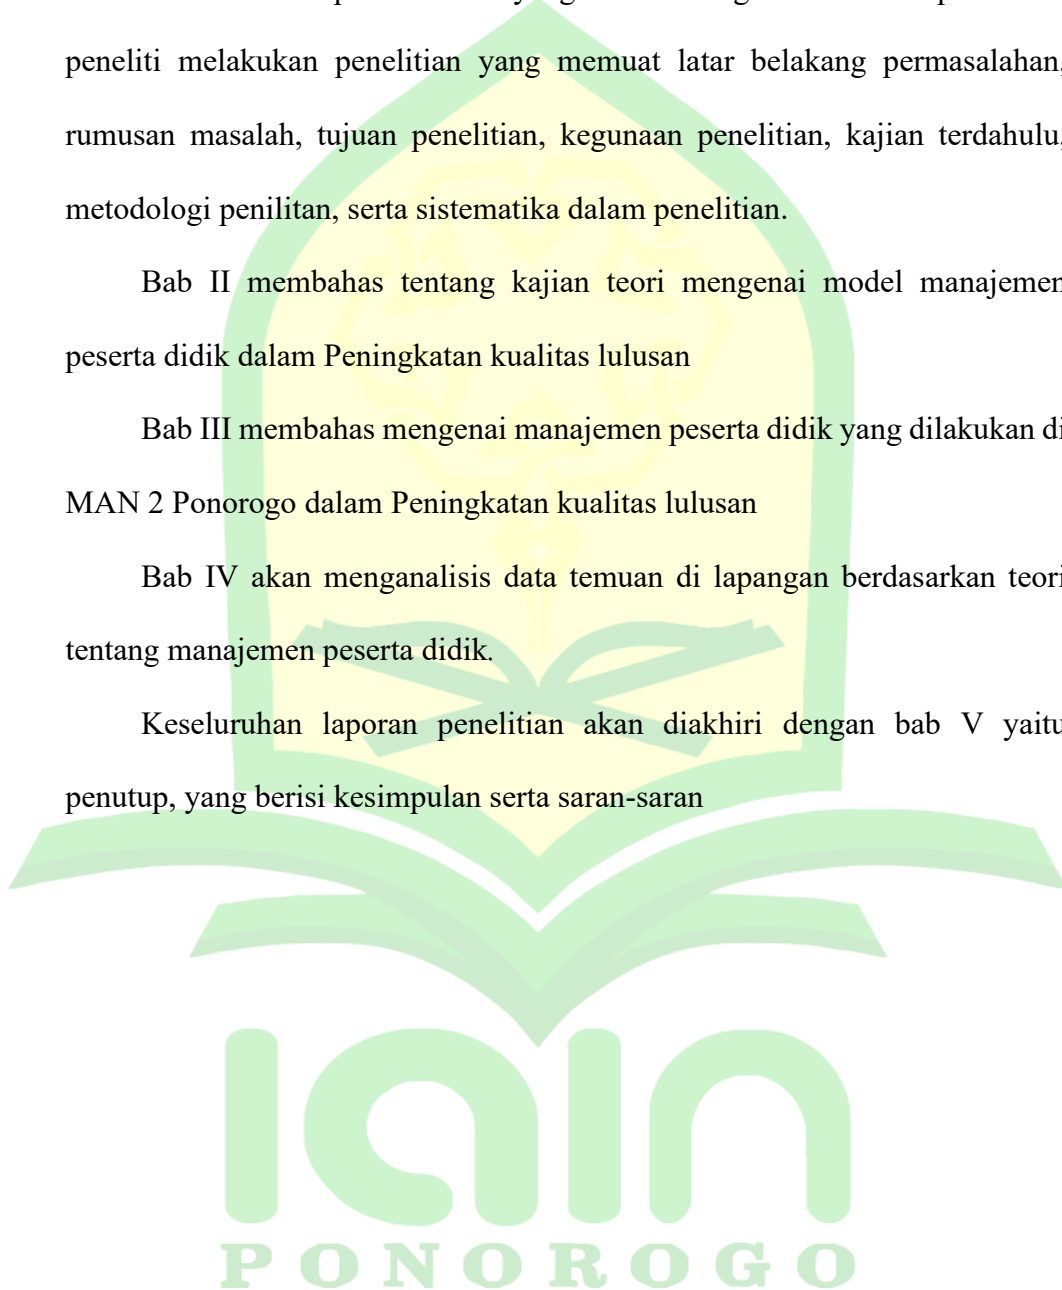 peneliti melakukan penelitian yang memuat latar belakang permasalahan,
rumusan masalah, tujuan penelitian, kegunaan penelitian, kajian terdahulu,
metodologi penilitan, serta sistematika dalam penelitian.
Bab II membahas tentang kajian teori mengenai model manajemen
peserta didik dalam Peningkatan kualitas lulusan
Bab III membahas mengenai manajemen peserta didik yang dilakukan di
MAN 2 Ponorogo dalam Peningkatan kualitas lulusan
Bab IV akan menganalisis data temuan di lapangan berdasarkan teori
tentang manajemen peserta didik.
Keseluruhan laporan penelitian akan diakhiri dengan bab V yaitu
penutup, yang berisi kesimpulan serta saran-saran
IAIN
PONOROGO